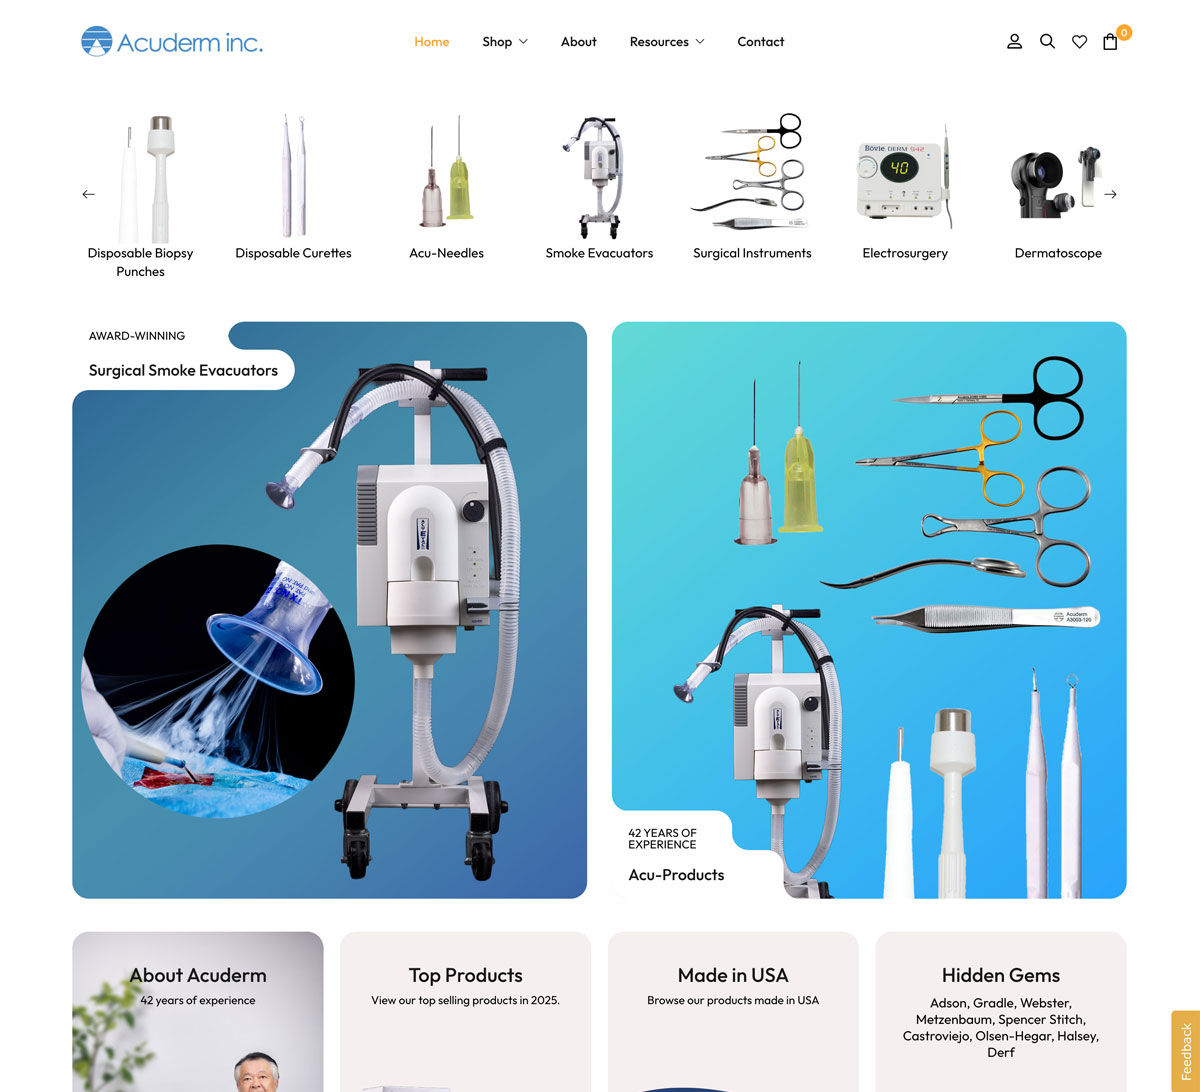 Acuderm inc.
Home
Shop
About
Resources
Contact
0
Disposable Biopsy
Punches
Disposable Curettes
Acu-Needles
Smoke Evacuators
Surgical Instruments
Bovie DERM 942
40
Electrosurgery
Dermatoscope
AWARD-WINNING
Surgical Smoke Evacuators
42 YEARS OF
EXPERIENCE
Acu-Products
Acuderm
A3003-120
About Acuderm
42 years of experience
Top Products
View our top selling products in 2025.
Made in USA
Browse our products made in USA
Hidden Gems
Adson, Gradle, Webster,
Metzenbaum, Spencer Stitch,
Castroviejo, Olsen-Hegar, Halsey,
Derf
Feedback